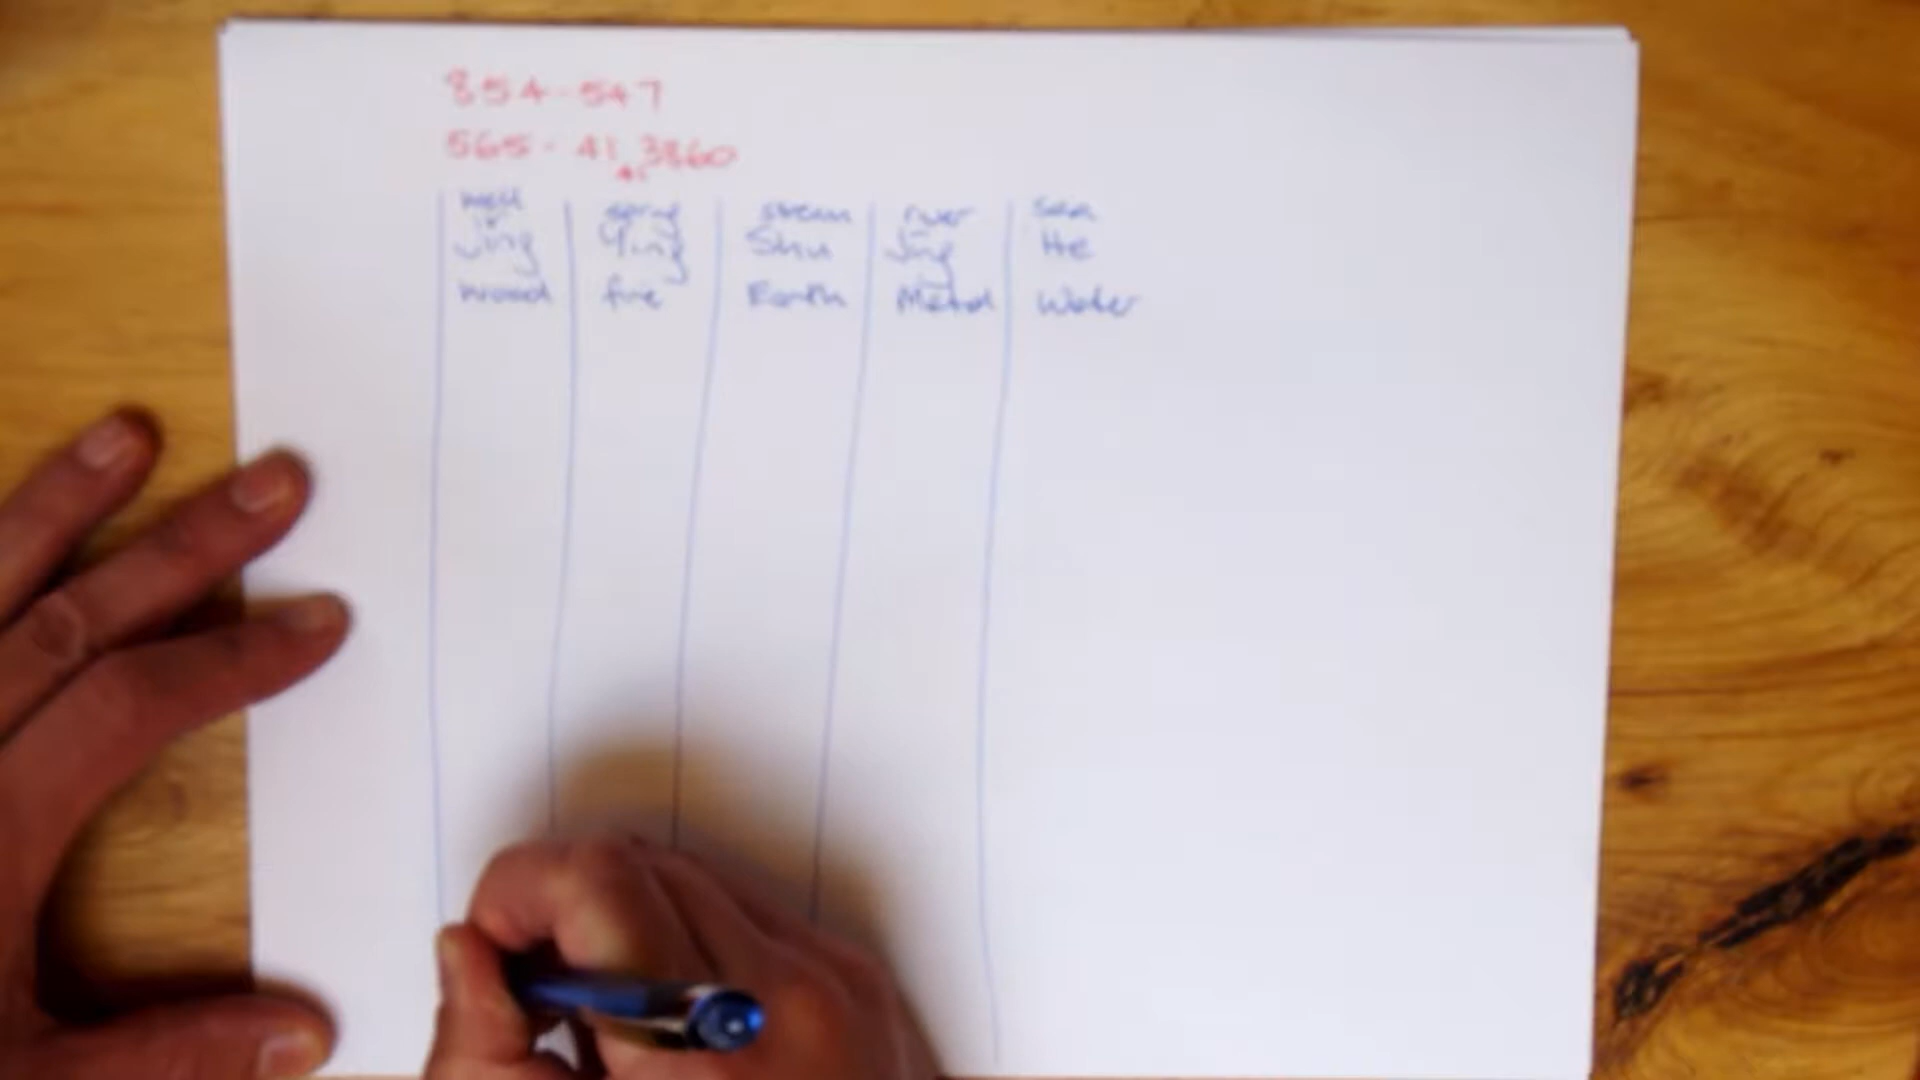 854-547
565- 41 3860
41
well spring stream river sea
Jing Ying Shu Jing He
wood fire Earth Metal Water